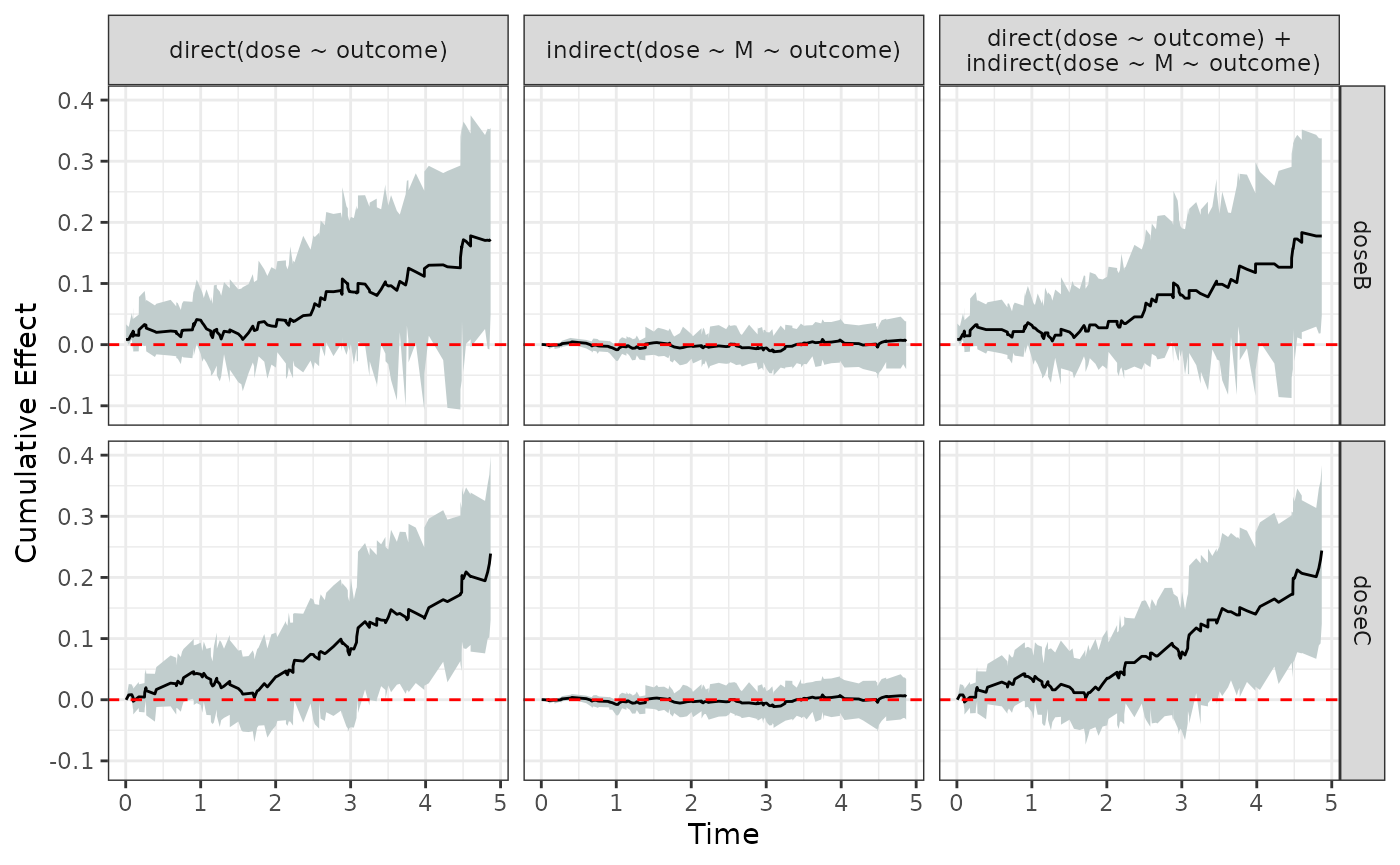 direct(dose ~ outcome)
indirect(dose ~ M ~ outcome)
direct(dose ~ outcome) +
indirect(dose ~ M ~ outcome)
Cumulative Effect
0.4
0.3
0.2
0.1
0.0
-0.1
doseB
0.4
0.3
0.2
0.1
0.0
-0.1
doseC
0 1 2 3 4 5
0 1 2 3 4 5
0 1 2 3 4 5
Time